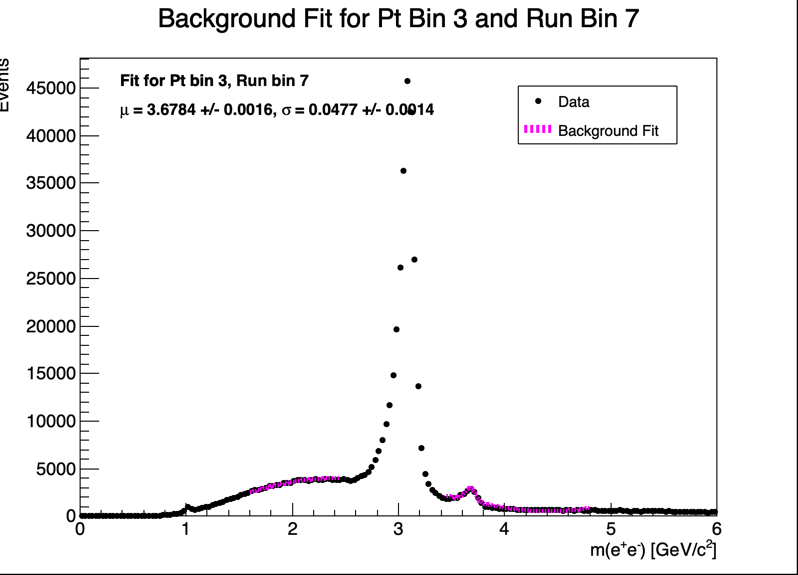 Background Fit for Pt Bin 3 and Run Bin 7
Events
45000
40000
35000
30000
25000
20000
15000
10000
5000
0
Fit for Pt bin 3, Run bin 7
μ = 3.6784 +/- 0.0016, σ = 0.0477 +/- 0.0014
Data
Background Fit
0 1 2 3 4 5 6
m(e⁺e⁻) [GeV/c²]